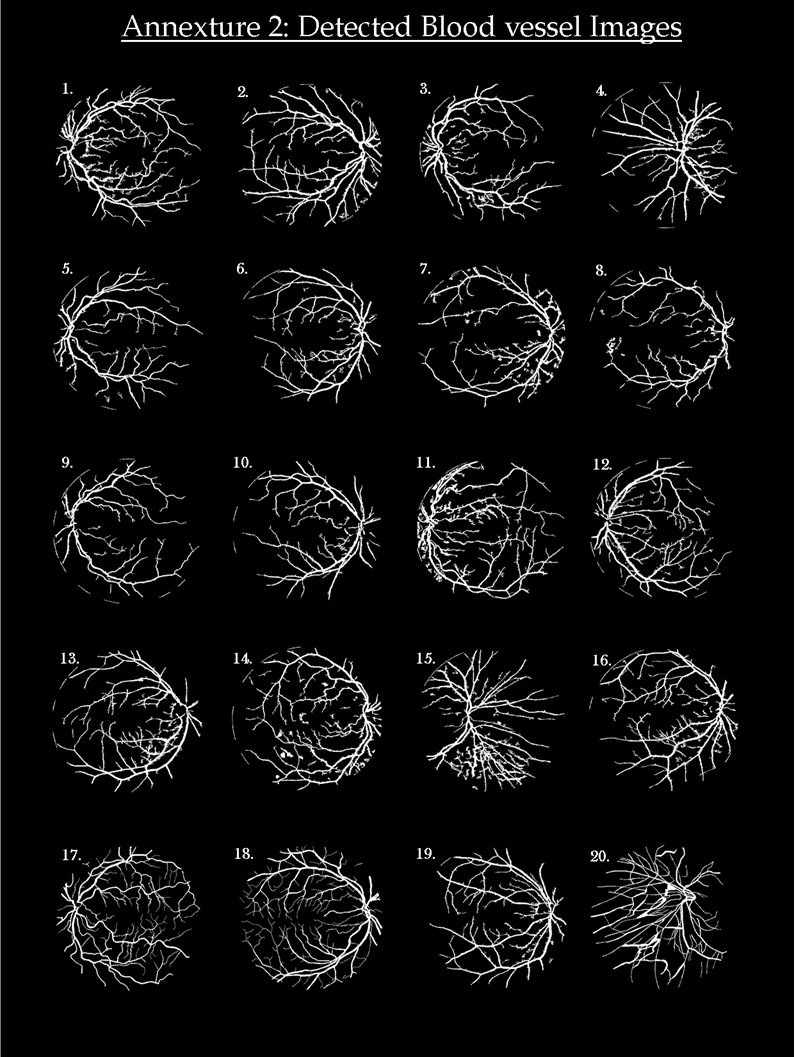 Annexture 2: Detected Blood vessel Images
1. 2. 3. 4.
5. 6. 7. 8.
9. 10. 11. 12.
13. 14. 15. 16.
17. 18. 19. 20.